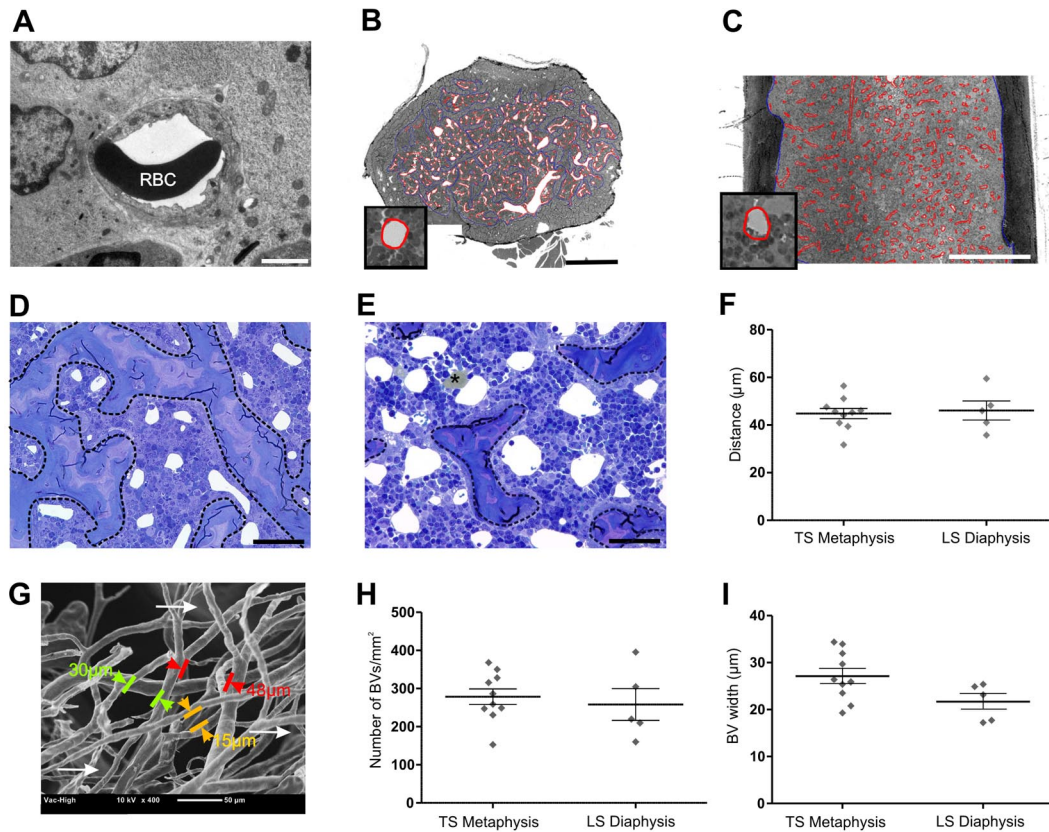 A
B
C
RBC
D
E
*
F
Distance (µm)
80
60
40
20
0
TS Metaphysis
LS Diaphysis
G
30µm
48µm
15µm
Vac-High 10 kV x 400 50 µm
H
Number of BVs/mm²
500
400
300
200
100
0
TS Metaphysis
LS Diaphysis
I
BV width (µm)
40
30
20
10
0
TS Metaphysis
LS Diaphysis